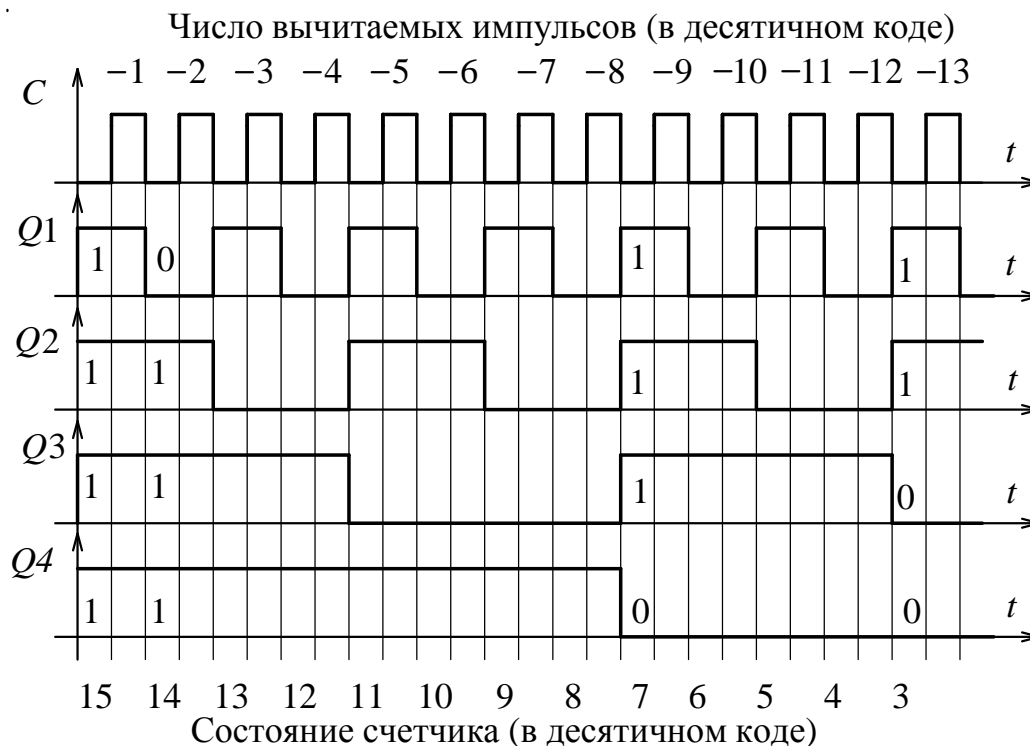 Число вычитаемых импульсов (в десятичном коде)
−1 −2 −3 −4 −5 −6 −7 −8 −9 −10 −11 −12 −13
C
t
Q1
1 0 1 1
t
Q2
1 1 1 1
t
Q3
1 1 1 0
t
Q4
1 1 0 0
t
15 14 13 12 11 10 9 8 7 6 5 4 3
Состояние счетчика (в десятичном коде)